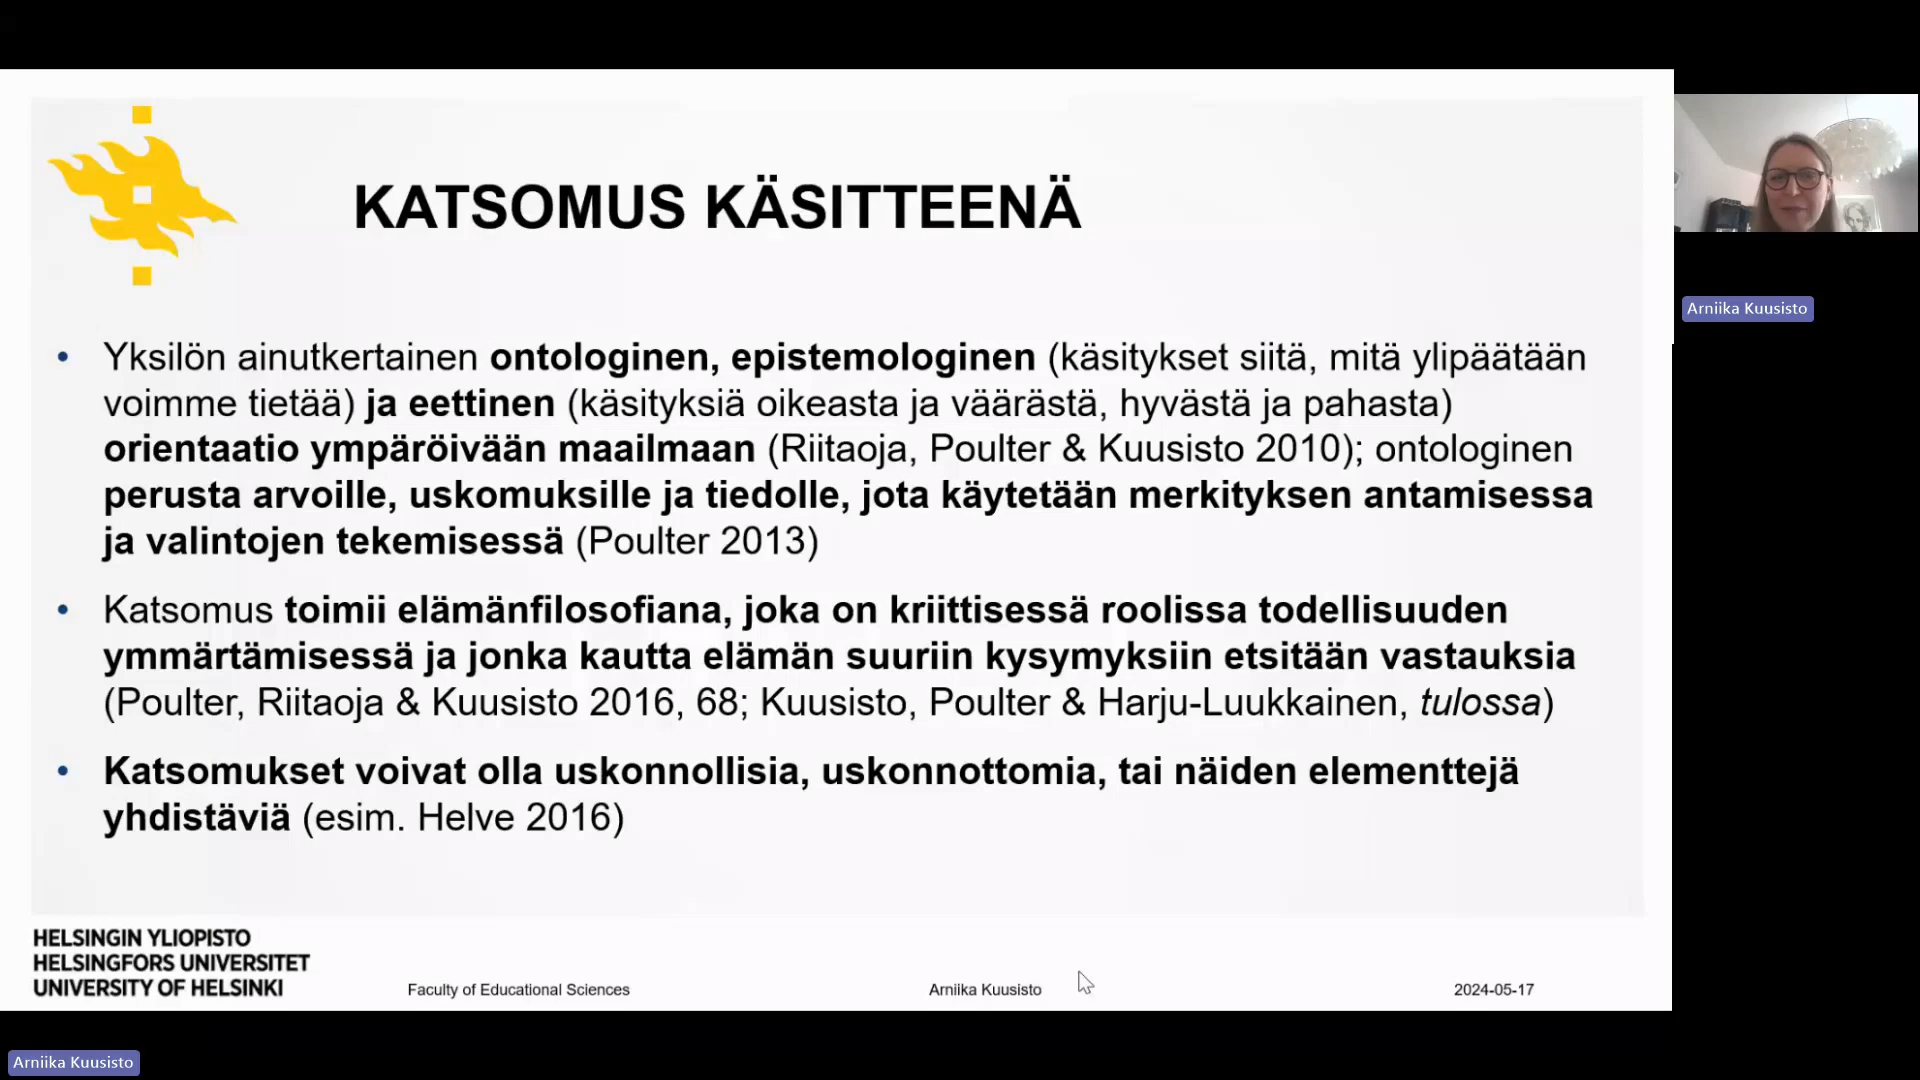 KATSOMUS KÄSITTEENÄ
• Yksilön ainutkertainen ontologinen, epistemologinen (käsitykset siitä, mitä ylipäätään
voimme tietää) ja eettinen (käsityksiä oikeasta ja väärästä, hyvästä ja pahasta)
orientaatio ympäröivään maailmaan (Riitaoja, Poulter & Kuusisto 2010); ontologinen
perusta arvoille, uskomuksille ja tiedolle, jota käytetään merkityksen antamisessa
ja valintojen tekemisessä (Poulter 2013)
• Katsomus toimii elämänfilosofiana, joka on kriittisessä roolissa todellisuuden
ymmärtämisessä ja jonka kautta elämän suuriin kysymyksiin etsitään vastauksia
(Poulter, Riitaoja & Kuusisto 2016, 68; Kuusisto, Poulter & Harju-Luukkainen, tulossa)
• Katsomukset voivat olla uskonnollisia, uskonnottomia, tai näiden elementtejä
yhdistäviä (esim. Helve 2016)
HELSINGIN YLIOPISTO
HELSINGFORS UNIVERSITET
UNIVERSITY OF HELSINKI
Faculty of Educational Sciences
Arniika Kuusisto
2024-05-17
Arniika Kuusisto
Arniika Kuusisto